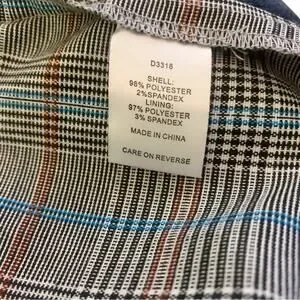 D3318
SHELL:
98% POLYESTER
2%SPANDEX
LINING:
97% POLYESTER
3% SPANDEX
MADE IN CHINA
CARE ON REVERSE